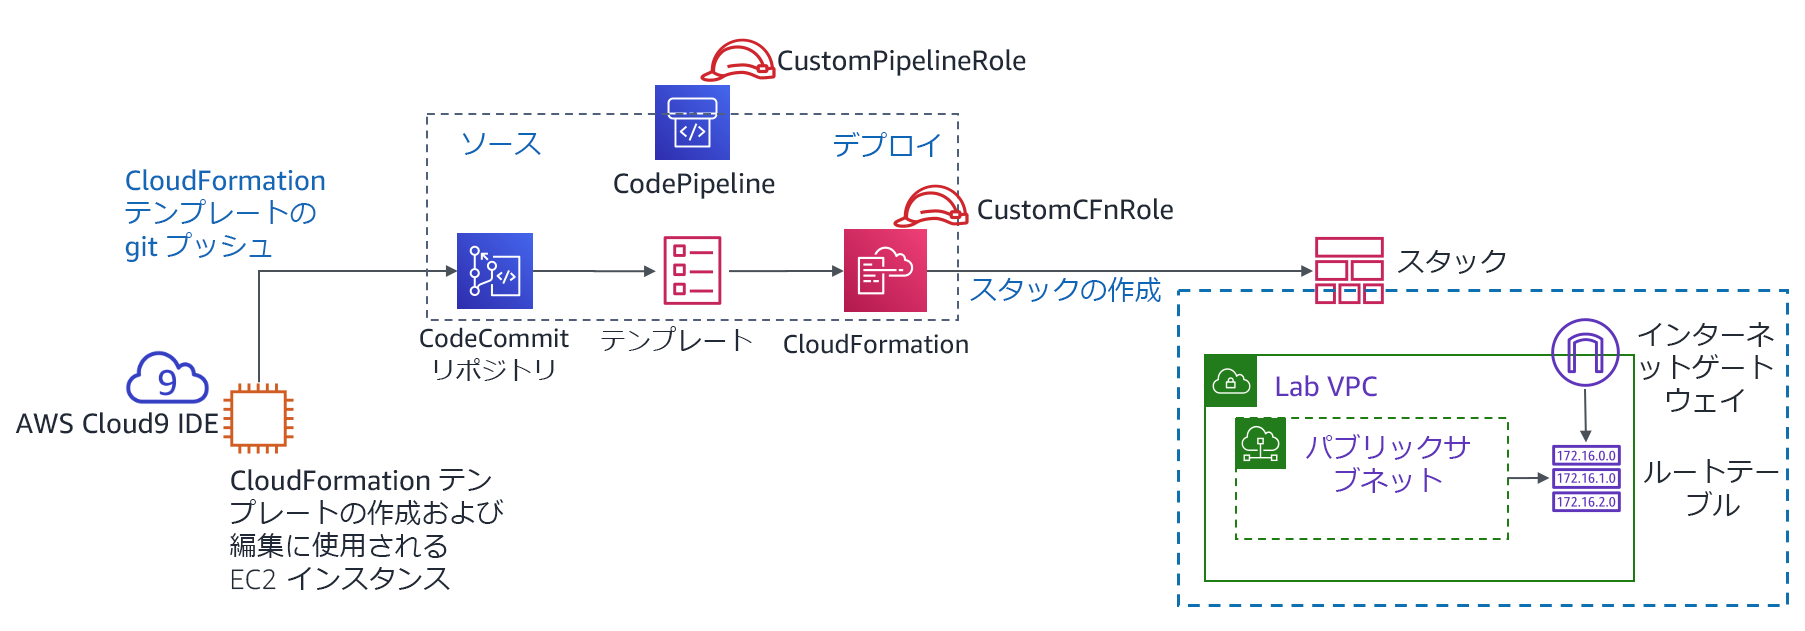 CustomPipelineRole
ソース
デプロイ
CodePipeline
CloudFormation
テンプレートの
git プッシュ
CustomCFnRole
スタック
スタックの作成
CodeCommit
リポジトリ
テンプレート
CloudFormation
インターネ
ットゲート
ウェイ
9
AWS Cloud9 IDE
Lab VPC
パブリックサ
ブネット
172.16.0.0
172.16.1.0
172.16.2.0
ルートテー
ブル
CloudFormation テン
プレートの作成および
編集に使用される
EC2 インスタンス